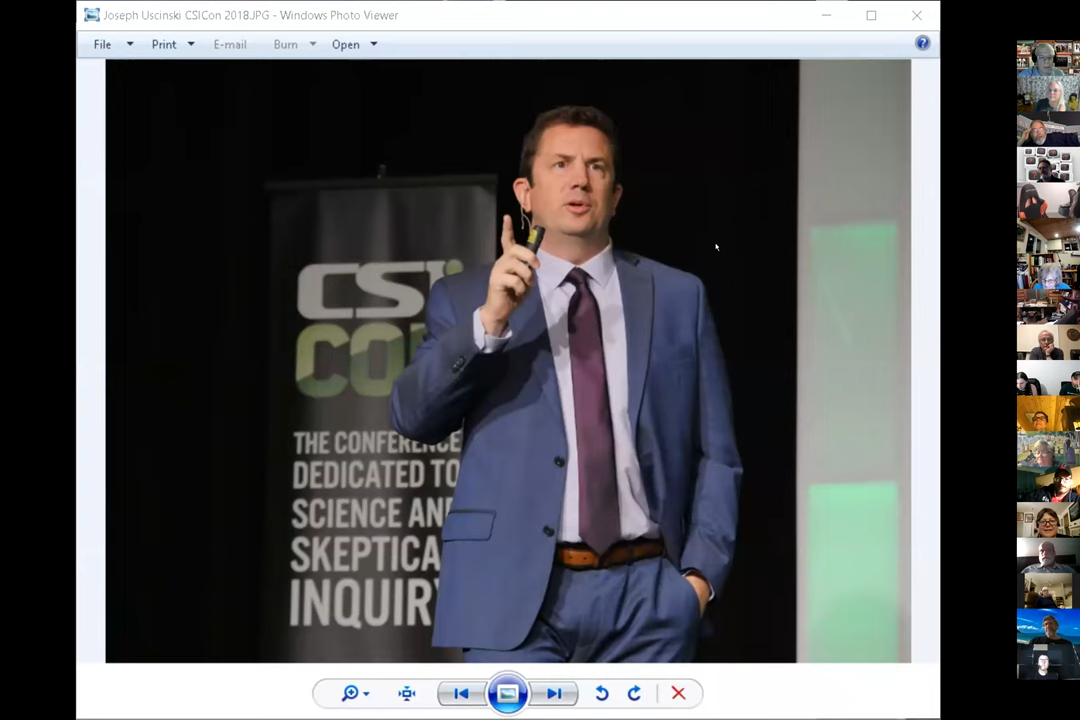 Joseph Uscinski CSICon 2018.JPG - Windows Photo Viewer
File Print E-mail Burn Open
CSI
CO
THE CONFERENCE
DEDICATED TO
SCIENCE AN
SKEPTICA
INQUIRY